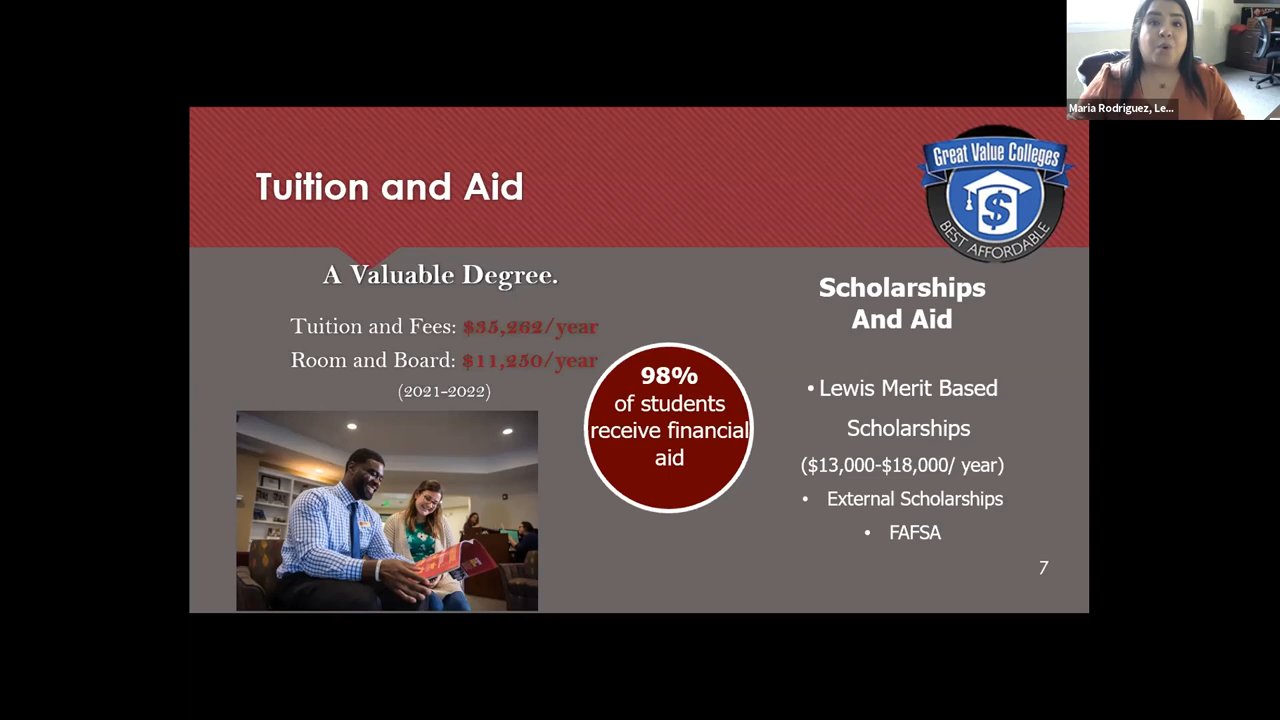 Maria Rodriguez, Le...
Tuition and Aid
Great Value Colleges
$
BEST AFFORDABLE
A Valuable Degree.
Tuition and Fees: $35,262/year
Room and Board: $11,250/year
(2021-2022)
98%
of students
receive financial
aid
Scholarships
And Aid
• Lewis Merit Based
Scholarships
($13,000-$18,000/ year)
• External Scholarships
• FAFSA
7